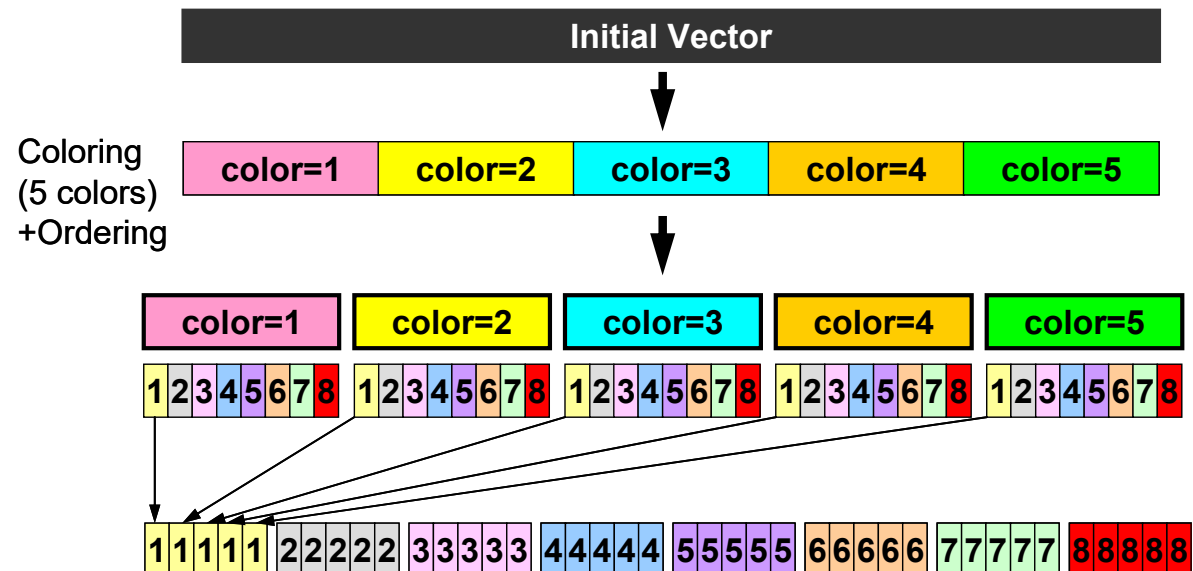 Initial Vector
Coloring
(5 colors)
+Ordering
color=1 color=2 color=3 color=4 color=5
color=1 color=2 color=3 color=4 color=5
12345678 12345678 12345678 12345678 12345678
11111 22222 33333 44444 55555 66666 77777 88888